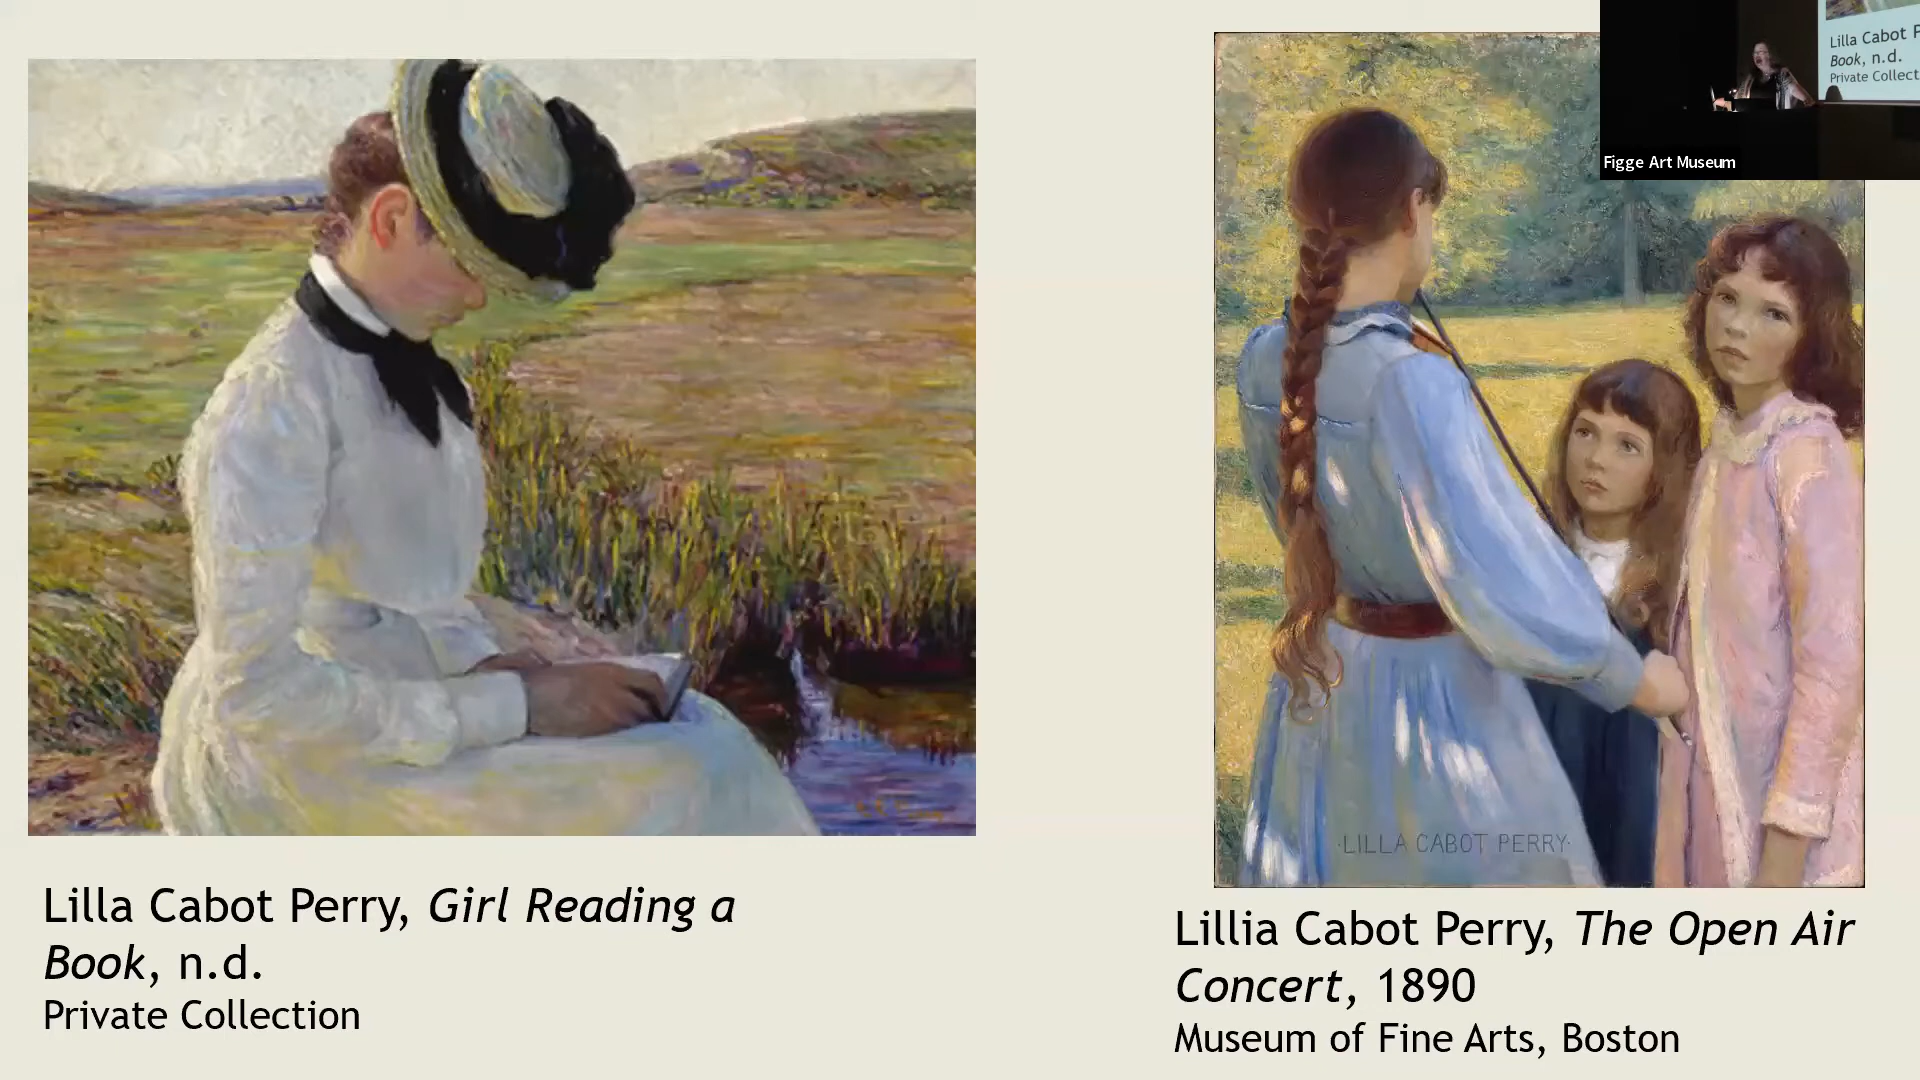 Lilla Cabot Perry, Girl Reading a
Book, n.d.
Private Collection
·LILLA CABOT PERRY·
Lillia Cabot Perry, The Open Air
Concert, 1890
Museum of Fine Arts, Boston
Lilla Cabot P
Book, n.d.
Private Collect
Figge Art Museum